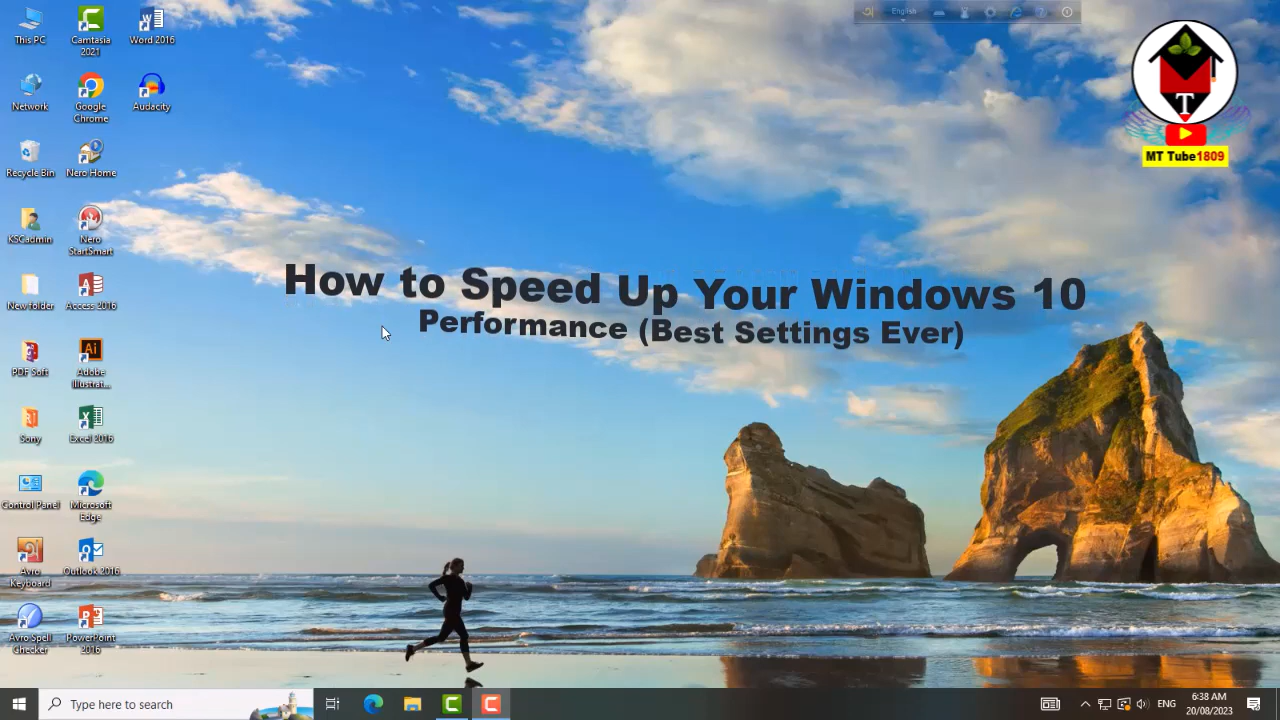 This PC
Camtasia 2021
Word 2016
Network
Google Chrome
Audacity
Recycle Bin
Nero Home
KSCadmin
Nero StartSmart
New folder
Access 2016
PDF Soft
Adobe Illustrat...
Sony
Excel 2016
Control Panel
Microsoft Edge
Avro Keyboard
Outlook 2016
Avro Spell Checker
PowerPoint 2016
English
T
MT Tube1809
How to Speed Up Your Windows 10
Performance (Best Settings Ever)
Type here to search
ENG
6:38 AM
20/08/2023